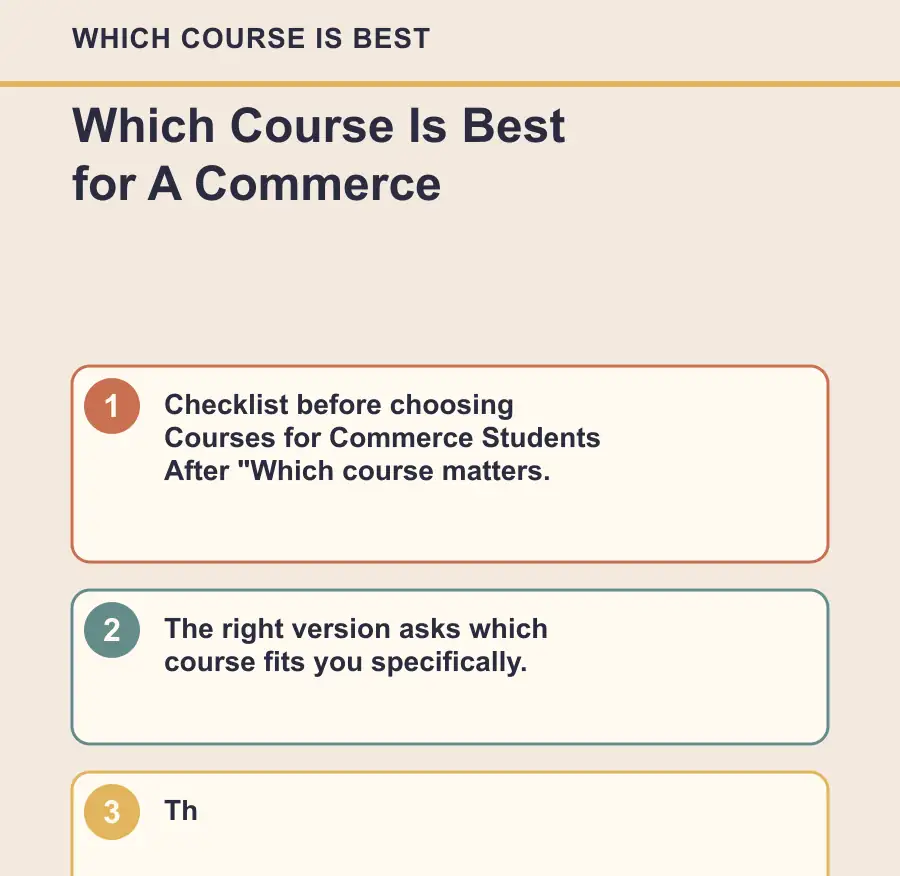 WHICH COURSE IS BEST
Which Course Is Best
for A Commerce
1
Checklist before choosing
Courses for Commerce Students
After "Which course matters.
2
The right version asks which
course fits you specifically.
3
Th